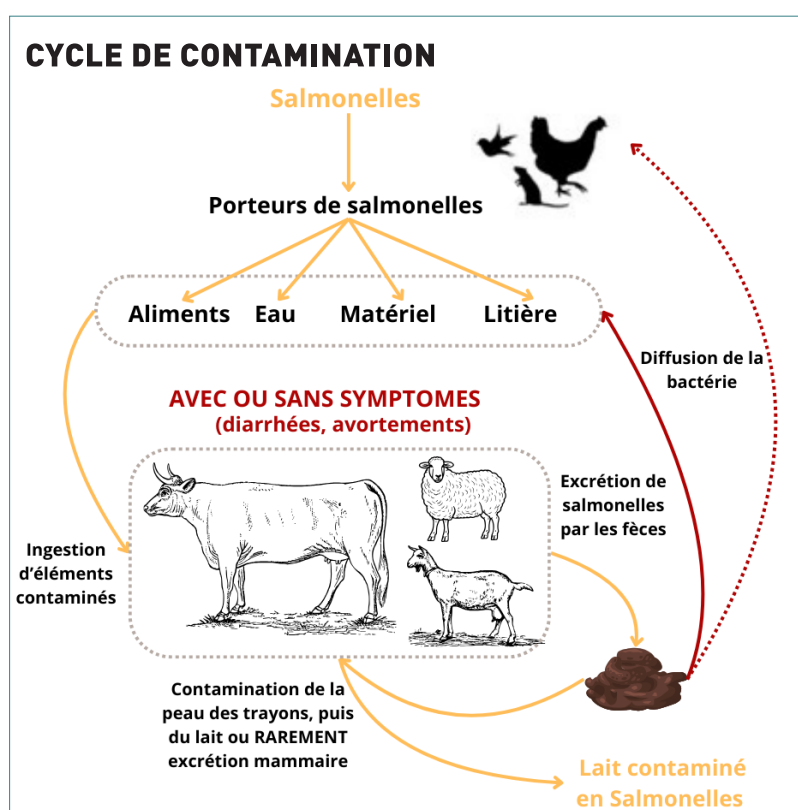 CYCLE DE CONTAMINATION
Salmonelles
Porteurs de salmonelles
Aliments Eau Matériel Litière
Diffusion de la
bactérie
AVEC OU SANS SYMPTOMES
(diarrhées, avortements)
Excrétion de
salmonelles
par les fèces
Ingestion
d'éléments
contaminés
Contamination de la
peau des trayons, puis
du lait ou RAREMENT
excrétion mammaire
Lait contaminé
en Salmonelles